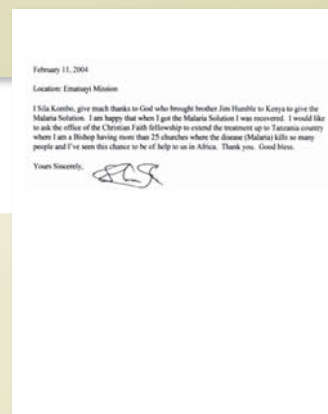 February 11, 2004
Location: Ematsayi Mission
I Sila Kombo, give much thanks to God who brought brother Jim Humble to Kenya to give the
Malaria Solution. I am happy that when I got the Malaria Solution I was recovered. I would like
to ask the office of the Christian Faith fellowship to extend the treatment up to Tanzania country
where I am a Bishop having more than 25 churches where the disease (Malaria) kills so many
people and I've seen this chance to be of help to us in Africa. Thank you. Good bless.
Yours Sincerely,